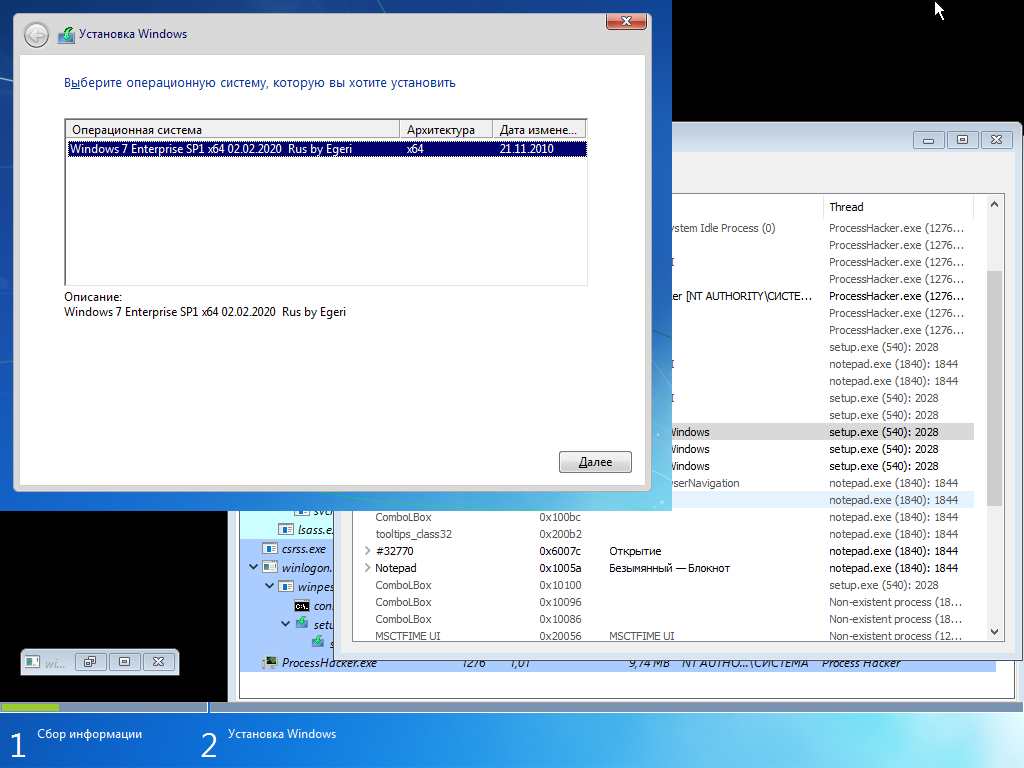 Установка Windows
Выберите операционную систему, которую вы хотите установить
Операционная система Архитектура Дата измене...
Windows 7 Enterprise SP1 x64 02.02.2020 Rus by Egeri x64 21.11.2010
Описание:
Windows 7 Enterprise SP1 x64 02.02.2020 Rus by Egeri
Далее
Thread
ystem Idle Process (0) ProcessHacker.exe (1276...
ProcessHacker.exe (1276...
ProcessHacker.exe (1276...
ProcessHacker.exe (1276...
er [NT AUTHORITY\СИСТЕ... ProcessHacker.exe (1276...
ProcessHacker.exe (1276...
ProcessHacker.exe (1276...
setup.exe (540): 2028
notepad.exe (1840): 1844
notepad.exe (1840): 1844
setup.exe (540): 2028
setup.exe (540): 2028
Windows setup.exe (540): 2028
Windows setup.exe (540): 2028
Windows setup.exe (540): 2028
serNavigation notepad.exe (1840): 1844
notepad.exe (1840): 1844
ComboLBox 0x100bc notepad.exe (1840): 1844
tooltips_class32 0x200b2 notepad.exe (1840): 1844
#32770 0x6007c Открытие notepad.exe (1840): 1844
Notepad 0x1005a Безымянный — Блокнот notepad.exe (1840): 1844
ComboLBox 0x10100 setup.exe (540): 2028
ComboLBox 0x10096 Non-existent process (18...
ComboLBox 0x10086 Non-existent process (18...
MSCTFIME UI 0x20056 MSCTFIME UI Non-existent process (12...
svch
lsass.ex
csrss.exe
winlogon.
winpes
con
setu
s
ProcessHacker.exe 1276 1,01 9,74 MB NT AUTHO...\СИСТЕМА Process Hacker
wi...
1 Сбор информации
2 Установка Windows